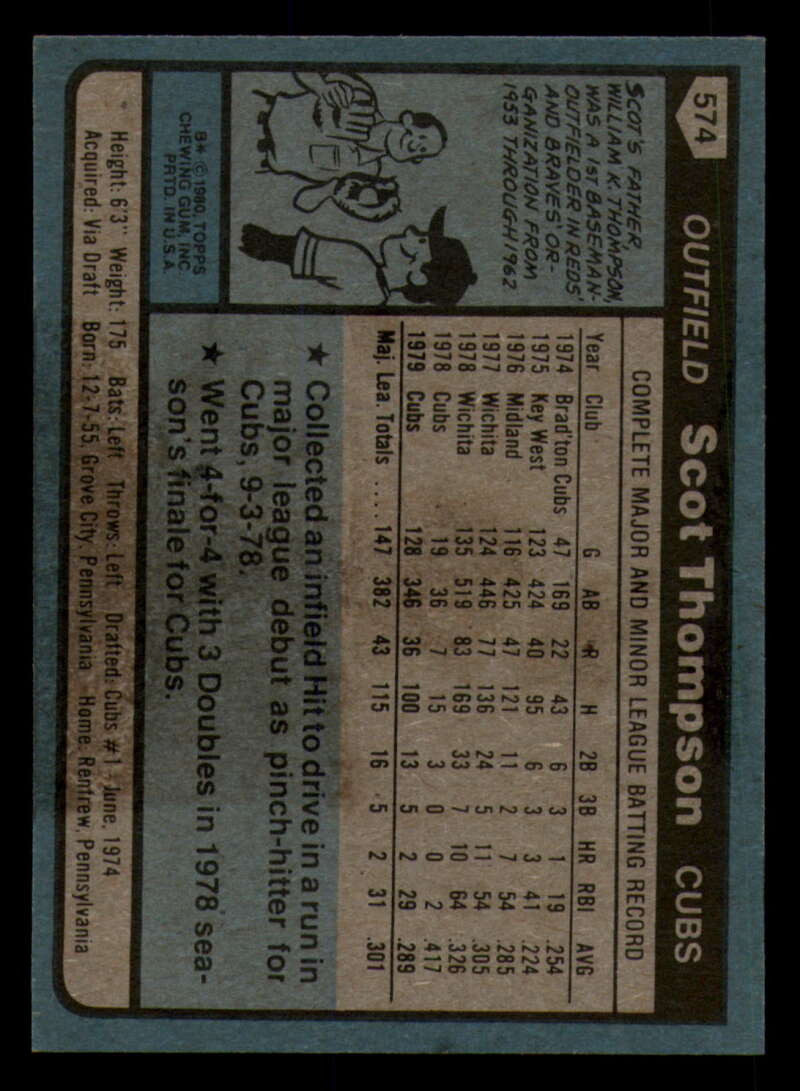 574
OUTFIELD Scot Thompson CUBS
SCOT'S FATHER,
WILLIAM K. THOMPSON,
WAS A 1ST BASEMAN-
OUTFIELDER IN REDS'
AND BRAVES' OR-
GANIZATION FROM
1953 THROUGH 1962
B* © 1980, TOPPS
CHEWING GUM, INC.
PRTD. IN U.S.A.
COMPLETE MAJOR AND MINOR LEAGUE BATTING RECORD
Year Club G AB R H 2B 3B HR RBI AVG
1974 Brad'ton Cubs 47 169 22 43 6 3 1 19 .254
1975 Key West 123 424 40 95 6 3 3 41 .224
1976 Midland 116 425 47 121 11 2 7 54 .285
1977 Wichita 124 446 77 136 24 5 11 54 .305
1978 Wichita 135 519 83 169 33 7 10 64 .326
1978 Cubs 19 36 7 15 3 0 0 2 .417
1979 Cubs 128 346 36 100 13 5 2 29 .289
Maj. Lea. Totals .... 147 382 43 115 16 5 2 31 .301
★ Collected an infield Hit to drive in a run in
major league debut as pinch-hitter for
Cubs, 9-3-78.
★ Went 4-for-4 with 3 Doubles in 1978 sea-
son's finale for Cubs.
Height: 6'3" Weight: 175 Bats: Left Throws: Left Drafted: Cubs #1 - June, 1974
Acquired: Via Draft Born: 12-7-55, Grove City, Pennsylvania Home: Renfrew, Pennsylvania